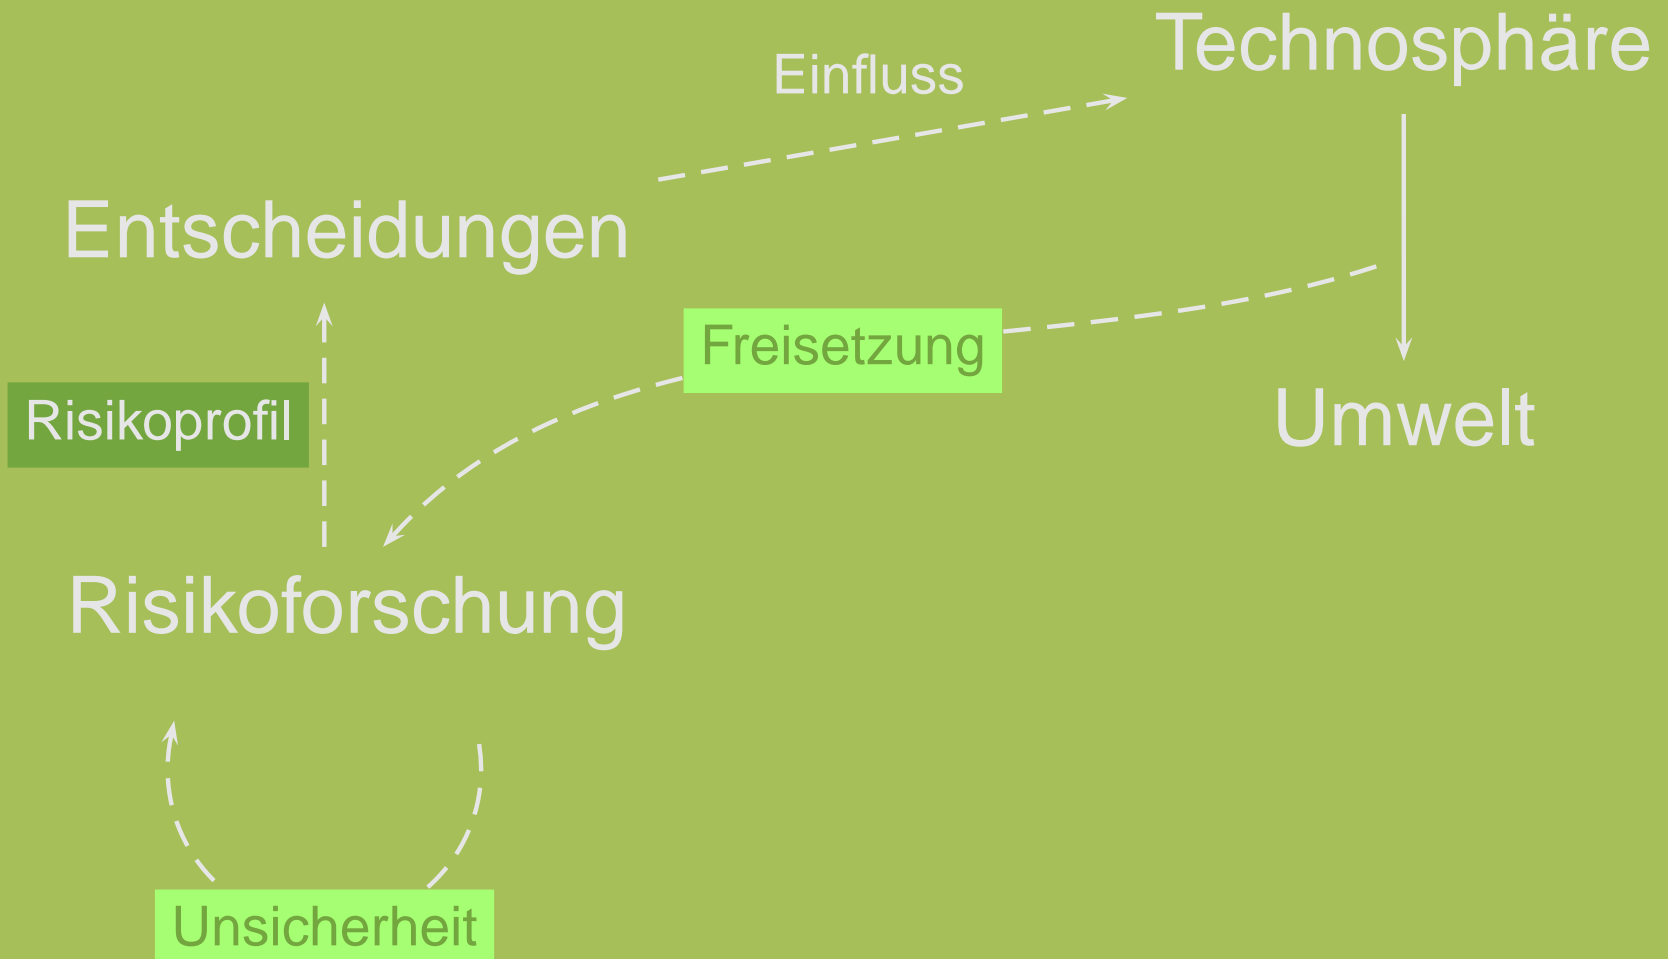 Technosphäre
Einfluss
Entscheidungen
Freisetzung
Risikoprofil
Umwelt
Risikoforschung
Unsicherheit